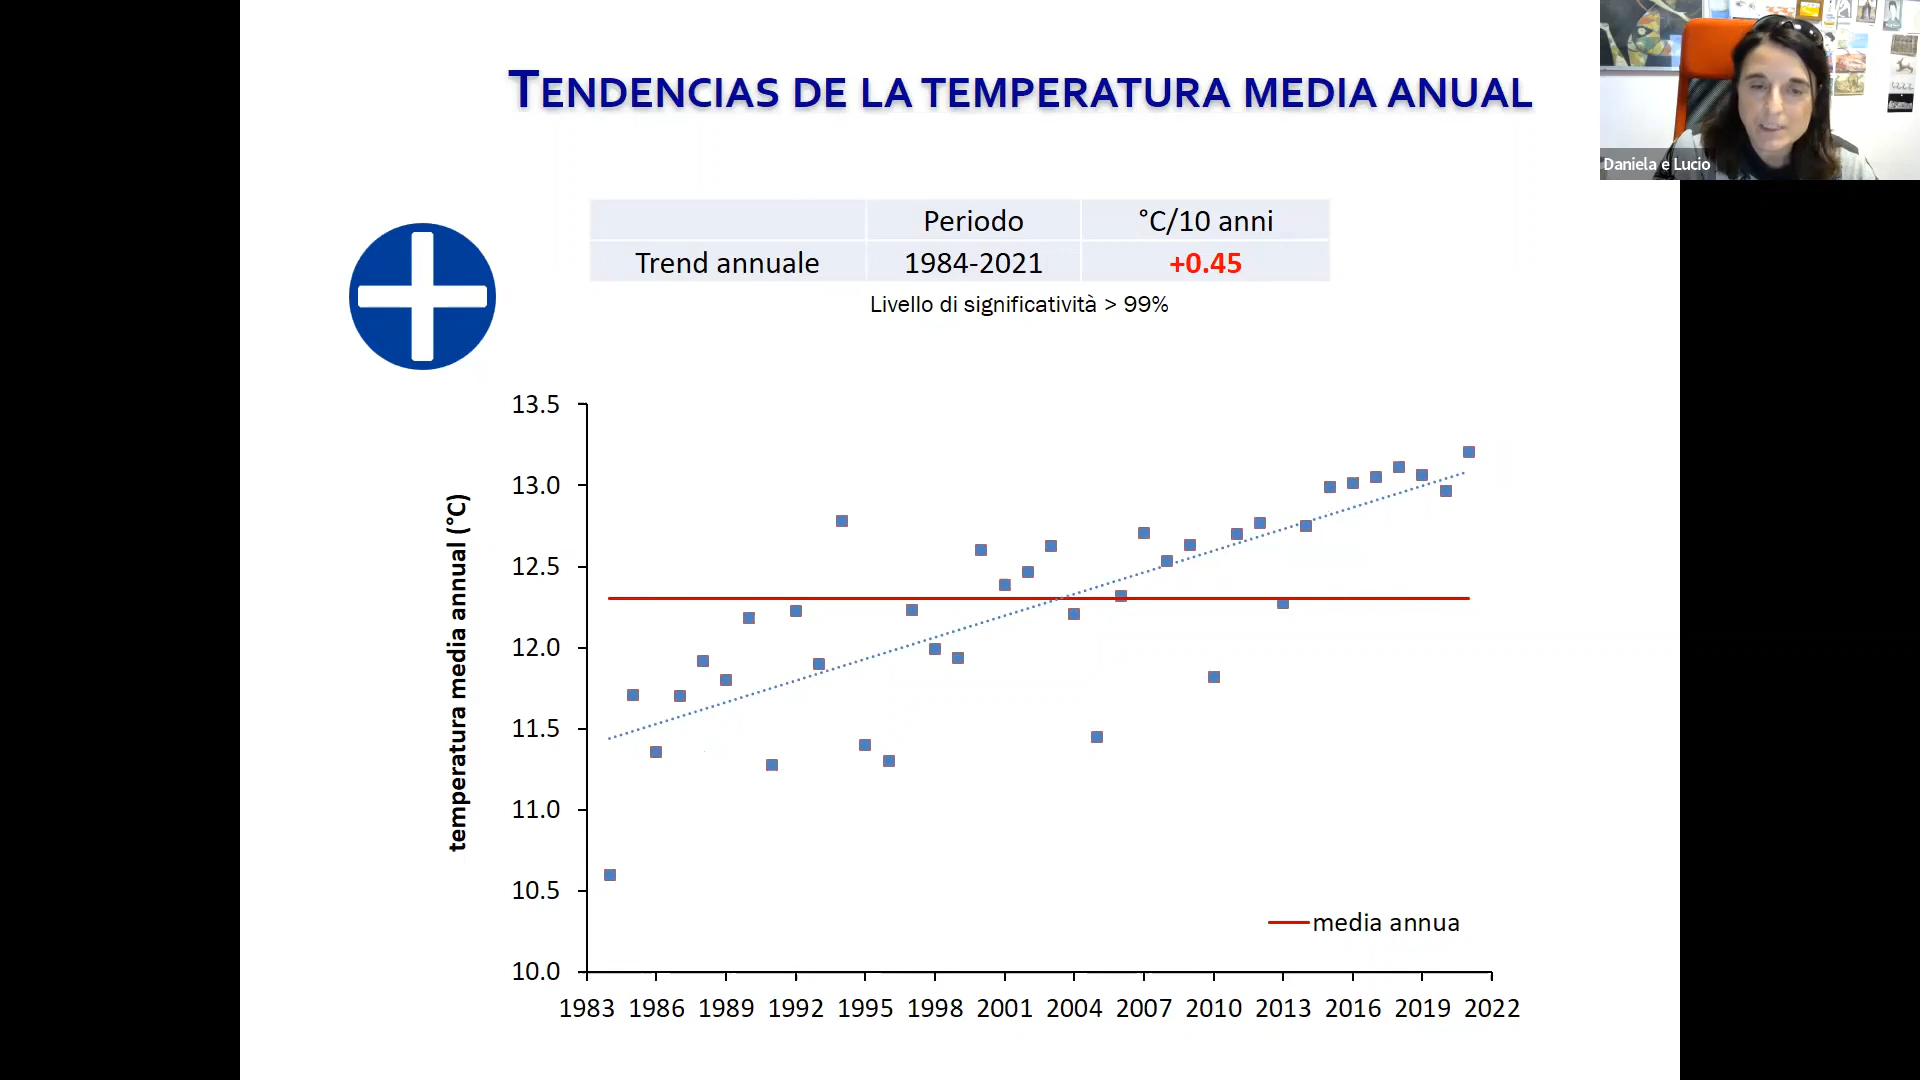 TENDENCIAS DE LA TEMPERATURA MEDIA ANUAL
Daniela e Lucio
Periodo °C/10 anni
Trend annuale 1984-2021 +0.45
Livello di significatività > 99%
temperatura media annual (°C)
13.5
13.0
12.5
12.0
11.5
11.0
10.5
10.0
media annua
1983 1986 1989 1992 1995 1998 2001 2004 2007 2010 2013 2016 2019 2022